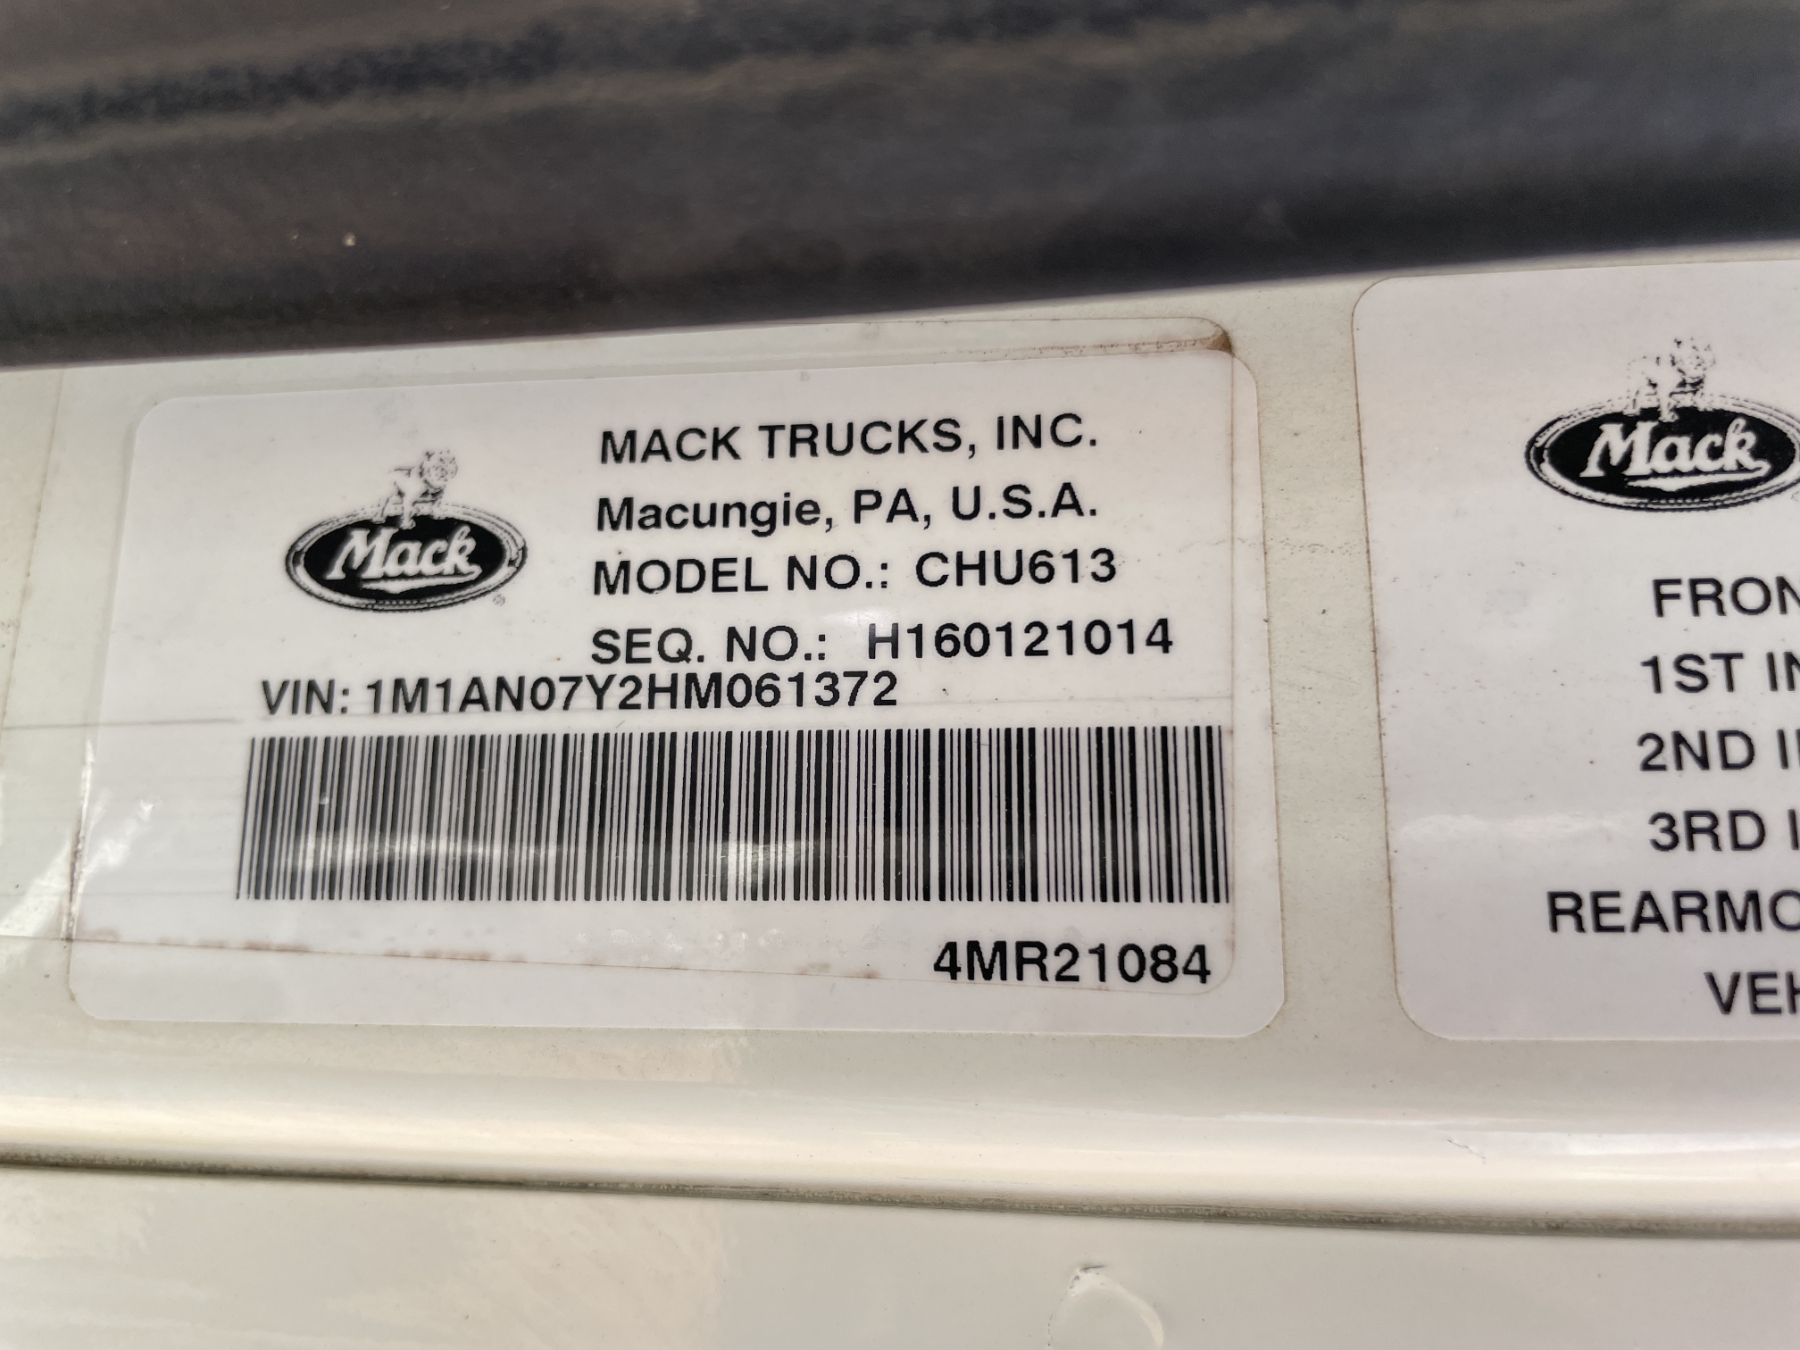 Mack
MACK TRUCKS, INC.
Macungie, PA, U.S.A.
MODEL NO.: CHU613
SEQ. NO.: H160121014
VIN: 1M1AN07Y2HM061372
4MR21084
Mack
FRON
1ST IN
2ND I
3RD I
REARMO
VEH